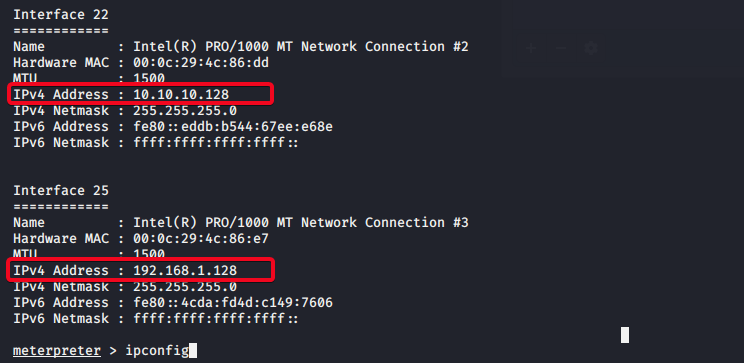 Interface 22
============
Name         : Intel(R) PRO/1000 MT Network Connection #2
Hardware MAC : 00:0c:29:4c:86:dd
MTU          : 1500
IPv4 Address : 10.10.10.128
IPv4 Netmask : 255.255.255.0
IPv6 Address : fe80::eddb:b544:67ee:e68e
IPv6 Netmask : ffff:ffff:ffff:ffff::
Interface 25
============
Name         : Intel(R) PRO/1000 MT Network Connection #3
Hardware MAC : 00:0c:29:4c:86:e7
MTU          : 1500
IPv4 Address : 192.168.1.128
IPv4 Netmask : 255.255.255.0
IPv6 Address : fe80::4cda:fd4d:c149:7606
IPv6 Netmask : ffff:ffff:ffff:ffff::
meterpreter > ipconfig